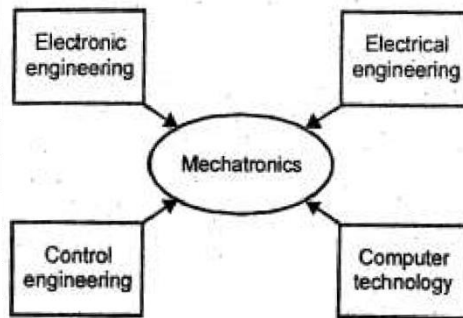 Electronic
engineering
Electrical
engineering
Mechatronics
Control
engineering
Computer
technology